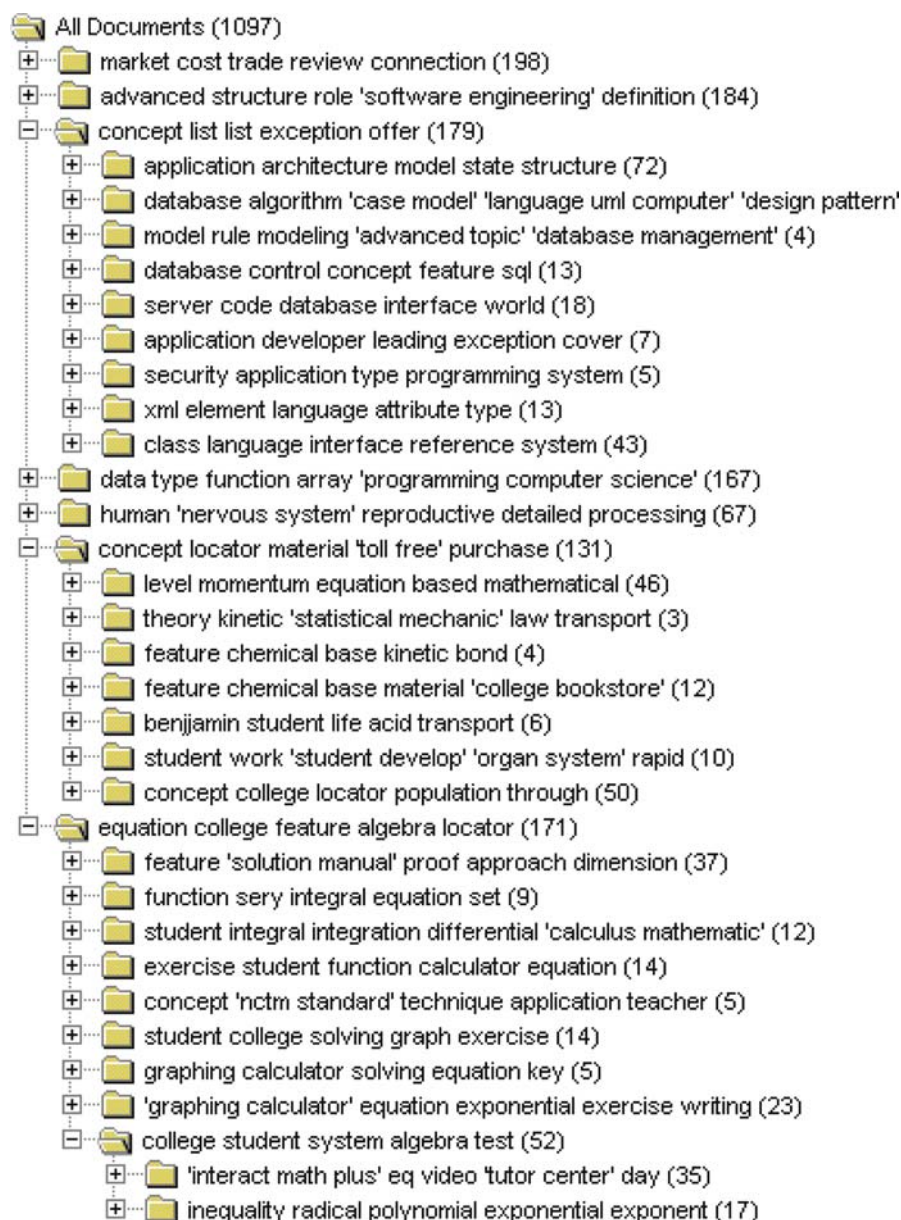 All Documents (1097)
market cost trade review connection (198)
advanced structure role 'software engineering' definition (184)
concept list list exception offer (179)
application architecture model state structure (72)
database algorithm 'case model' 'language uml computer' 'design pattern'
model rule modeling 'advanced topic' 'database management' (4)
database control concept feature sql (13)
server code database interface world (18)
application developer leading exception cover (7)
security application type programming system (5)
xml element language attribute type (13)
class language interface reference system (43)
data type function array 'programming computer science' (167)
human 'nervous system' reproductive detailed processing (67)
concept locator material 'toll free' purchase (131)
level momentum equation based mathematical (46)
theory kinetic 'statistical mechanic' law transport (3)
feature chemical base kinetic bond (4)
feature chemical base material 'college bookstore' (12)
benjjamin student life acid transport (6)
student work 'student develop' 'organ system' rapid (10)
concept college locator population through (50)
equation college feature algebra locator (171)
feature 'solution manual' proof approach dimension (37)
function sery integral equation set (9)
student integral integration differential 'calculus mathematic' (12)
exercise student function calculator equation (14)
concept 'nctm standard' technique application teacher (5)
student college solving graph exercise (14)
graphing calculator solving equation key (5)
'graphing calculator' equation exponential exercise writing (23)
college student system algebra test (52)
'interact math plus' eq video 'tutor center' day (35)
inequality radical polynomial exponential exponent (17)